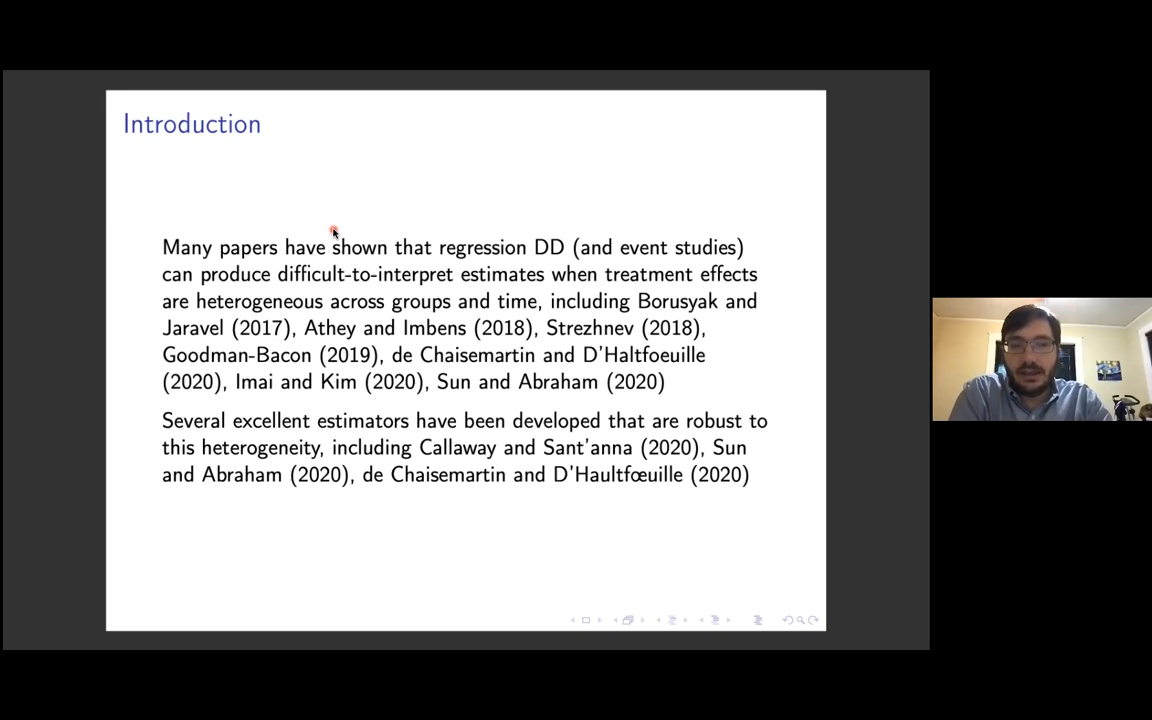 Introduction
Many papers have shown that regression DD (and event studies)
can produce difficult-to-interpret estimates when treatment effects
are heterogeneous across groups and time, including Borusyak and
Jaravel (2017), Athey and Imbens (2018), Strezhnev (2018),
Goodman-Bacon (2019), de Chaisemartin and D'Haltfoeuille
(2020), Imai and Kim (2020), Sun and Abraham (2020)
Several excellent estimators have been developed that are robust to
this heterogeneity, including Callaway and Sant'anna (2020), Sun
and Abraham (2020), de Chaisemartin and D'Haultfœuille (2020)